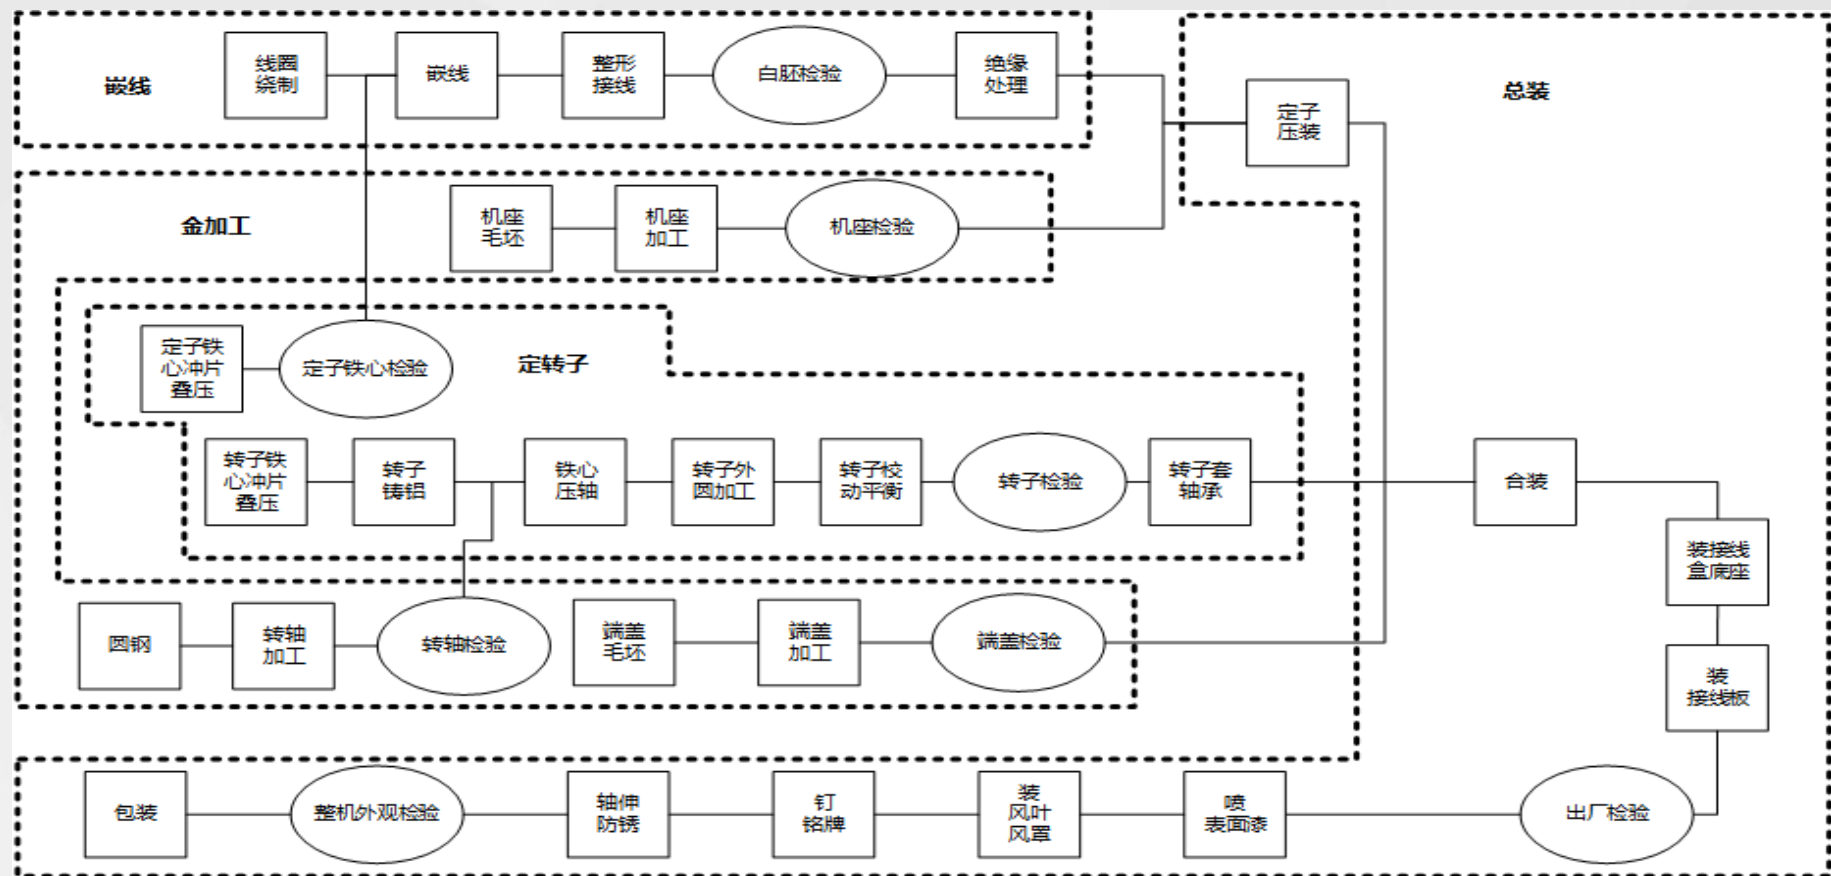 嵌线
线圈
绕制
嵌线
整形
接线
白胚检验
绝缘
处理
总装
定子
压装
金加工
机座
毛坯
机座
加工
机座检验
定子铁
心冲片
叠压
定子铁心检验
定转子
转子铁
心冲片
叠压
转子
铸铝
铁心
压轴
转子外
圆加工
转子校
动平衡
转子检验
转子套
轴承
合装
装接线
盒底座
圆钢
转轴
加工
转轴检验
端盖
毛坯
端盖
加工
端盖检验
装
接线板
包装
整机外观检验
轴伸
防锈
钉
铭牌
装
风叶
风罩
喷
表面漆
出厂检验